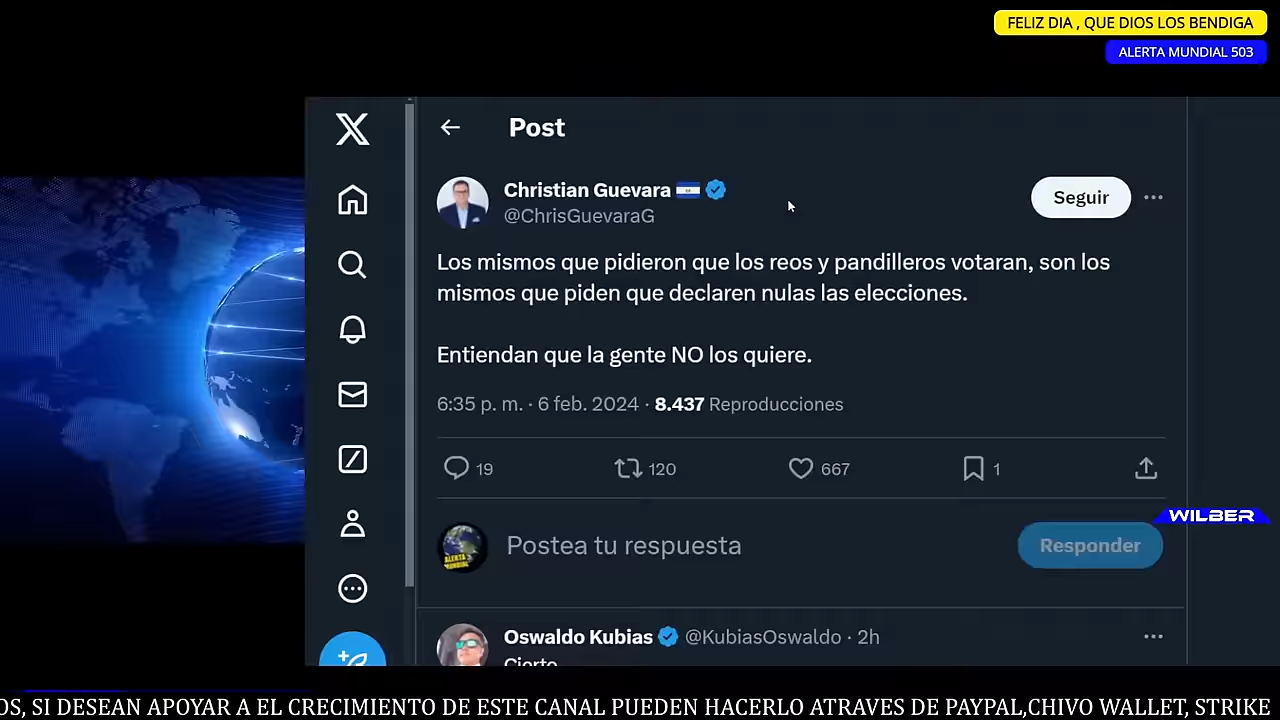 FELIZ DIA , QUE DIOS LOS BENDIGA
ALERTA MUNDIAL 503
Post
Christian Guevara
@ChrisGuevaraG
Seguir
Los mismos que pidieron que los reos y pandilleros votaran, son los
mismos que piden que declaren nulas las elecciones.
Entiendan que la gente NO los quiere.
6:35 p. m. · 6 feb. 2024 · 8.437 Reproducciones
19 120 667 1
WILBER
ALERTA
MUNDIAL
Postea tu respuesta
Responder
Oswaldo Kubias @KubiasOswaldo · 2h
Cierto
OS, SI DESEAN APOYAR A EL CRECIMIENTO DE ESTE CANAL PUEDEN HACERLO ATRAVES DE PAYPAL,CHIVO WALLET, STRIKE